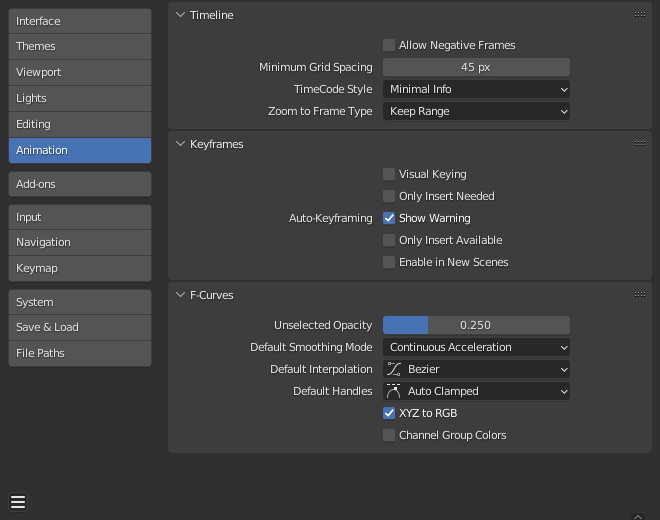 Interface
Themes
Viewport
Lights
Editing
Animation
Add-ons
Input
Navigation
Keymap
System
Save & Load
File Paths
Timeline
Allow Negative Frames
Minimum Grid Spacing 45 px
TimeCode Style Minimal Info
Zoom to Frame Type Keep Range
Keyframes
Visual Keying
Only Insert Needed
Auto-Keyframing Show Warning
Only Insert Available
Enable in New Scenes
F-Curves
Unselected Opacity 0.250
Default Smoothing Mode Continuous Acceleration
Default Interpolation Bezier
Default Handles Auto Clamped
XYZ to RGB
Channel Group Colors